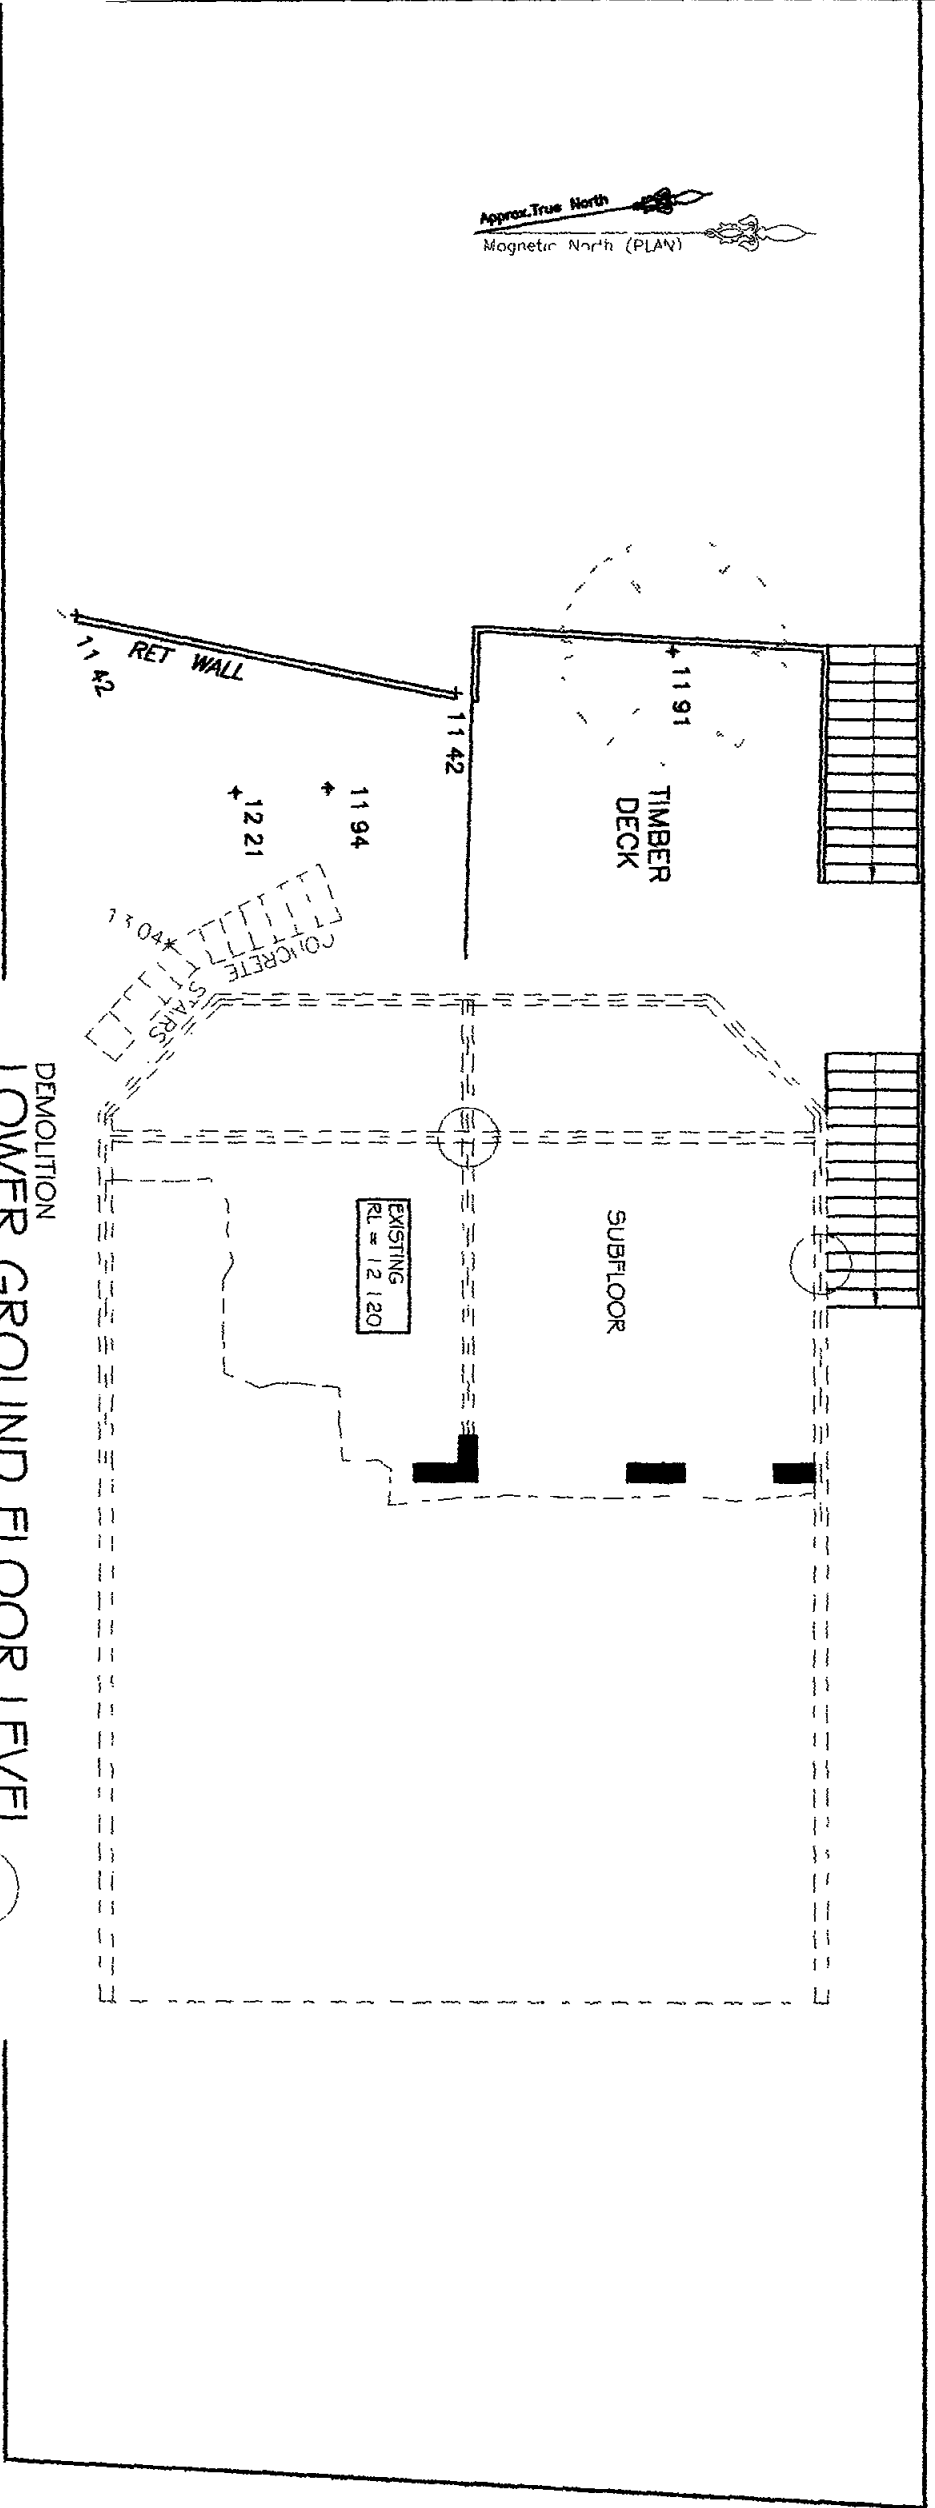 Approx. True North
Magnetic North (PLAN)
RET WALL
11 42
11 42
11 91
TIMBER
DECK
11 94
12 21
13 04
CONCRETE
STAIRS
EXISTING
RL = 12 120
SUBFLOOR
DEMOLITION
LOWER GROUND FLOOR LEVEL